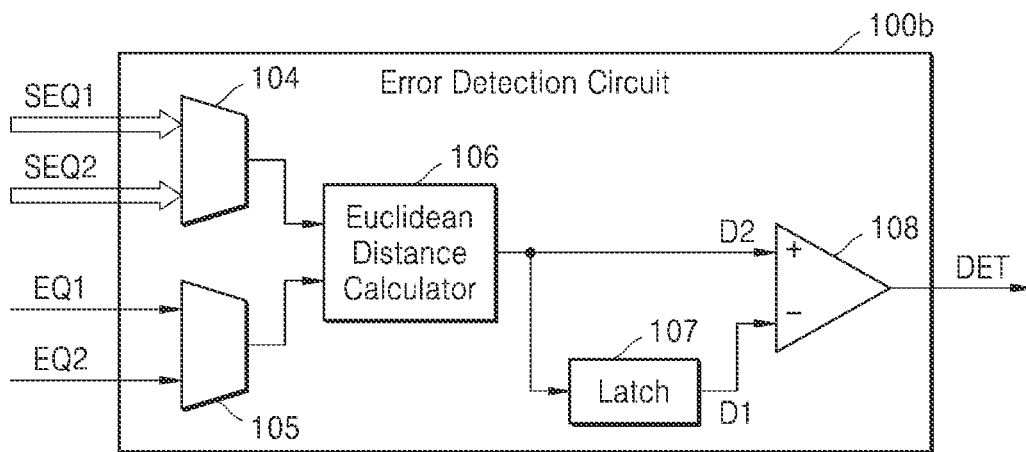 100b
104
Error Detection Circuit
SEQ1
SEQ2
106
Euclidean
Distance
Calculator
D2
+
108
DET
EQ1
−
EQ2
107
Latch
D1
105